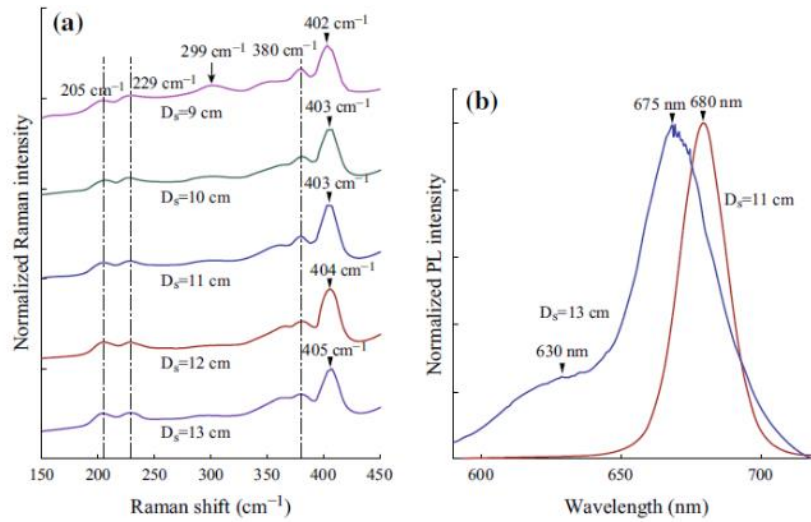 (a)
402 cm⁻¹
299 cm⁻¹
380 cm⁻¹
205 cm⁻¹
229 cm⁻¹
Dₛ=9 cm
403 cm⁻¹
Dₛ=10 cm
403 cm⁻¹
Dₛ=11 cm
404 cm⁻¹
Dₛ=12 cm
405 cm⁻¹
Dₛ=13 cm
Normalized Raman intensity
150 200 250 300 350 400 450
Raman shift (cm⁻¹)
(b)
675 nm 680 nm
Dₛ=11 cm
Dₛ=13 cm
630 nm
Normalized PL intensity
600 650 700
Wavelength (nm)